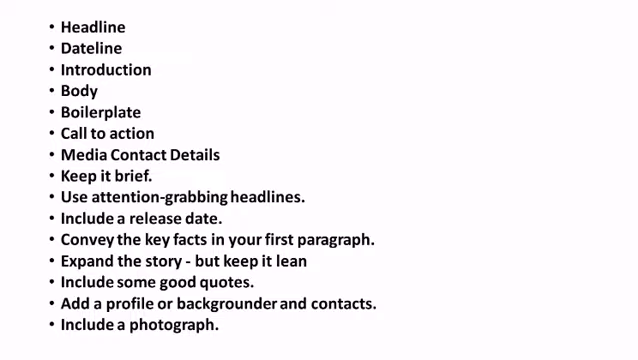 • Headline
• Dateline
• Introduction
• Body
• Boilerplate
• Call to action
• Media Contact Details
• Keep it brief.
• Use attention-grabbing headlines.
• Include a release date.
• Convey the key facts in your first paragraph.
• Expand the story - but keep it lean
• Include some good quotes.
• Add a profile or backgrounder and contacts.
• Include a photograph.